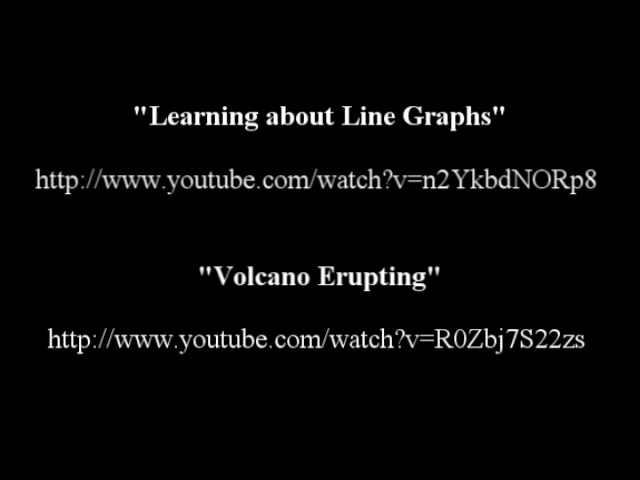 "Learning about Line Graphs"
http://www.youtube.com/watch?v=n2YkbdNORp8
"Volcano Erupting"
http://www.youtube.com/watch?v=R0Zbj7S22zs